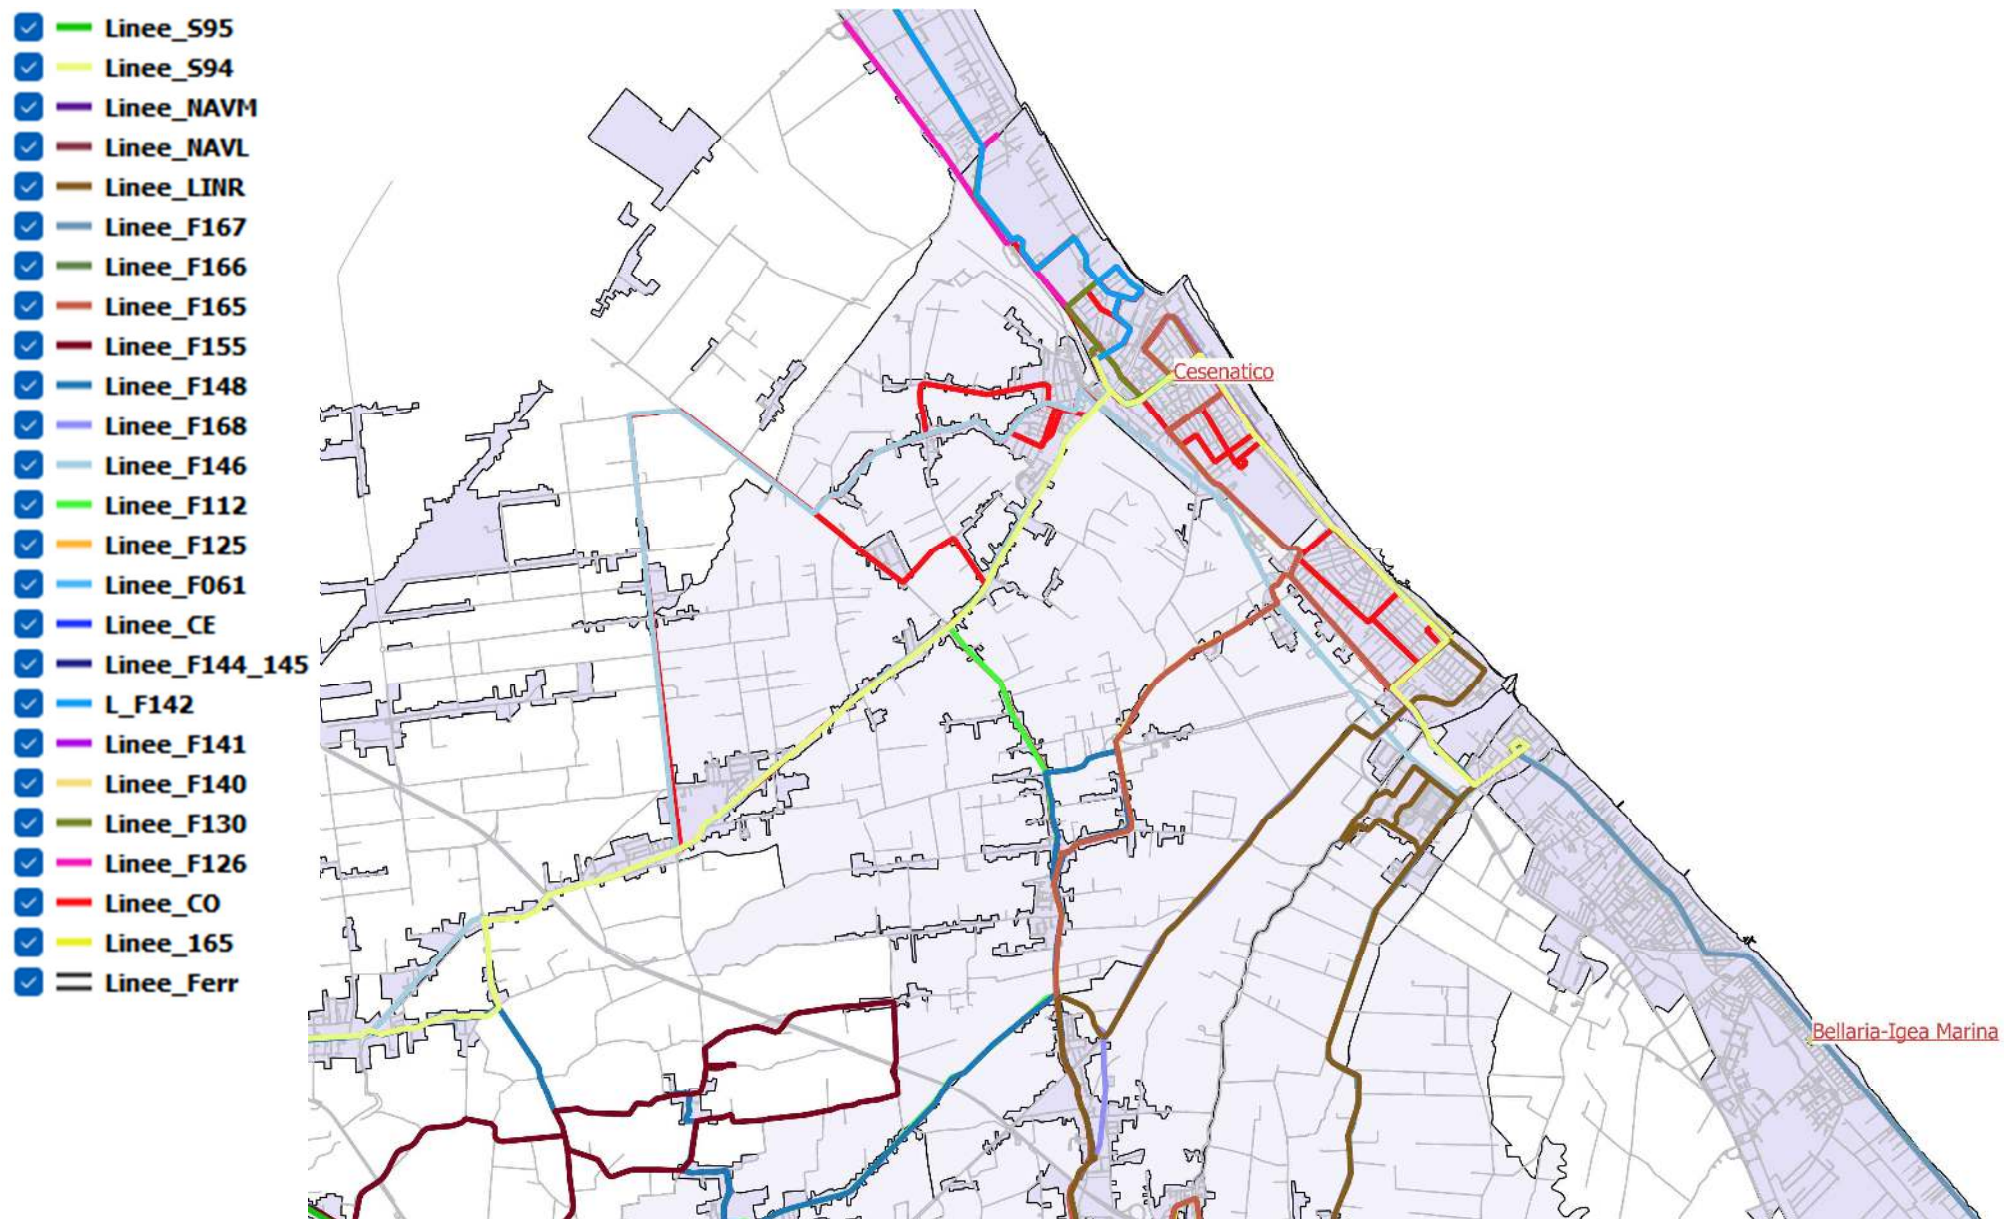 Linee_S95
Linee_S94
Linee_NAVM
Linee_NAVL
Linee_LINR
Linee_F167
Linee_F166
Linee_F165
Linee_F155
Linee_F148
Linee_F168
Linee_F146
Linee_F112
Linee_F125
Linee_F061
Linee_CE
Linee_F144_145
L_F142
Linee_F141
Linee_F140
Linee_F130
Linee_F126
Linee_CO
Linee_165
Linee_Ferr
Cesenatico
Bellaria-Igea Marina